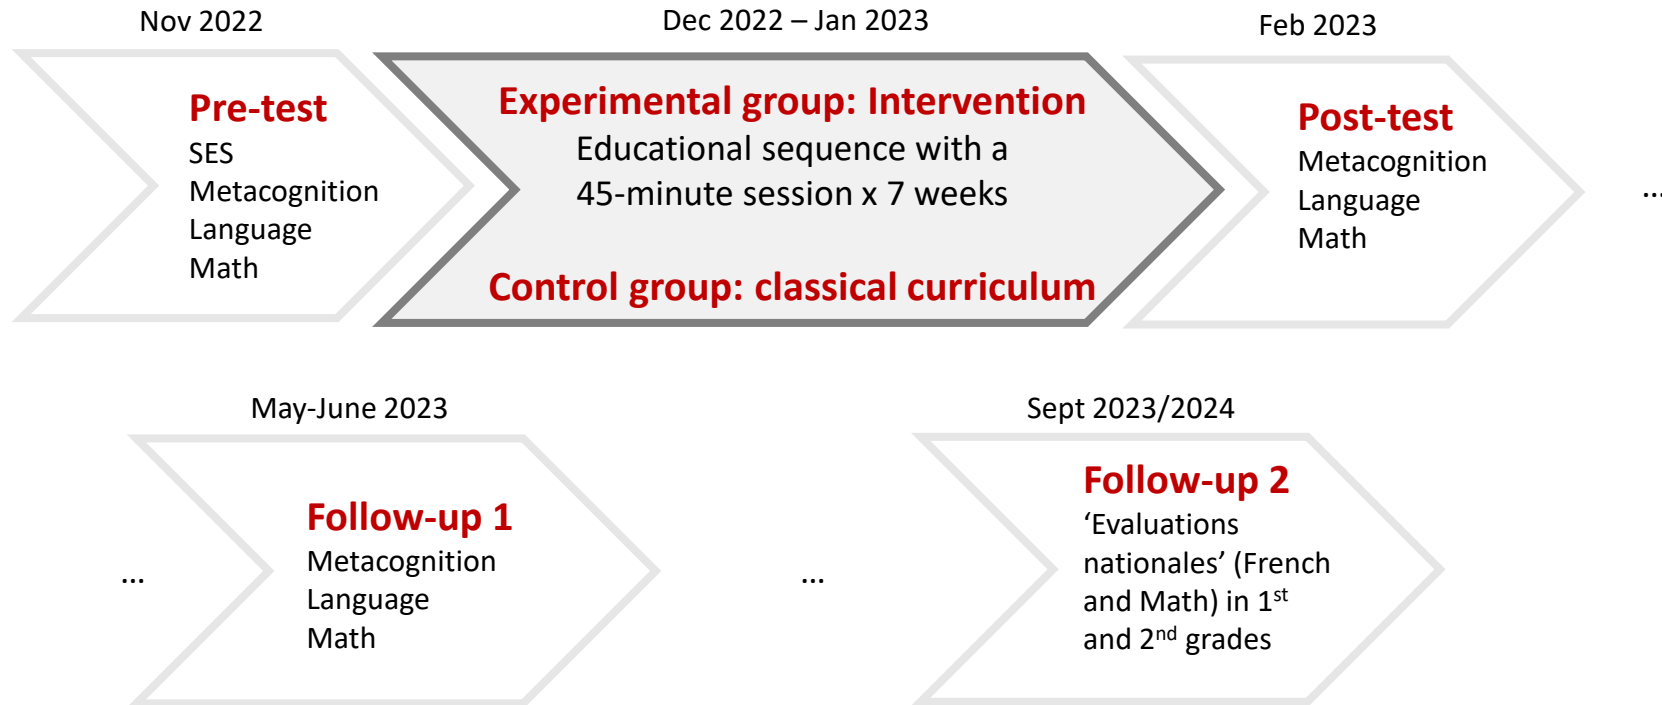 Nov 2022
Dec 2022 – Jan 2023
Feb 2023
Pre-test
SES
Metacognition
Language
Math
Experimental group: Intervention
Educational sequence with a
45-minute session x 7 weeks
Control group: classical curriculum
Post-test
Metacognition
Language
Math
...
May-June 2023
Sept 2023/2024
...
Follow-up 1
Metacognition
Language
Math
...
Follow-up 2
‘Evaluations
nationales’ (French
and Math) in 1st
and 2nd grades